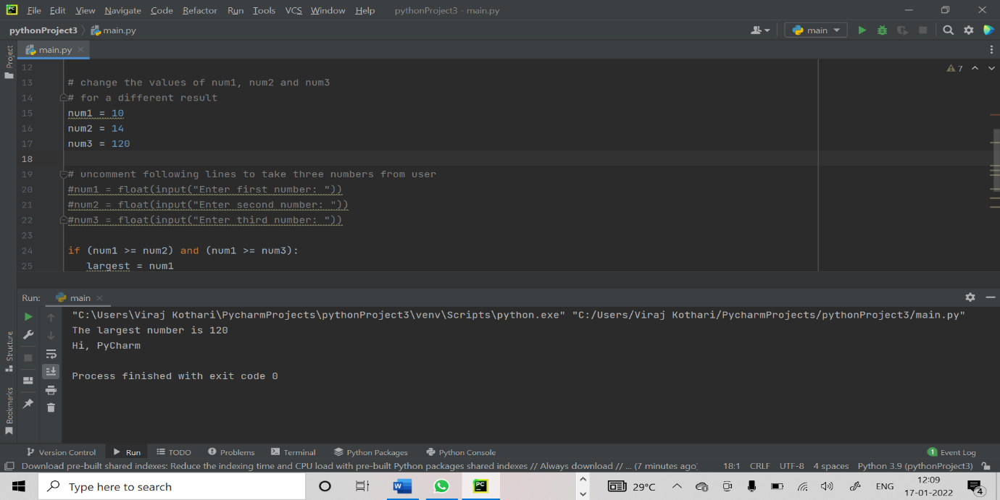 File Edit View Navigate Code Refactor Run Tools VCS Window Help pythonProject3 - main.py
pythonProject3 main.py main
Project
main.py
7
12
13 # change the values of num1, num2 and num3
14 # for a different result
15 num1 = 10
16 num2 = 14
17 num3 = 120
18
19 # uncomment following lines to take three numbers from user
20 #num1 = float(input("Enter first number: "))
21 #num2 = float(input("Enter second number: "))
22 #num3 = float(input("Enter third number: "))
23
24 if (num1 >= num2) and (num1 >= num3):
25 largest = num1
Run: main
"C:\Users\Viraj Kothari\PycharmProjects\pythonProject3\venv\Scripts\python.exe" "C:/Users/Viraj Kothari/PycharmProjects/pythonProject3/main.py"
The largest number is 120
Hi, PyCharm
Process finished with exit code 0
Structure
Bookmarks
Version Control Run TODO Problems Terminal Python Packages Python Console 1 Event Log
Download pre-built shared indexes: Reduce the indexing time and CPU load with pre-built Python packages shared indexes // Always download // ... (7 minutes ago) 18:1 CRLF UTF-8 4 spaces Python 3.9 (pythonProject3)
Type here to search 29°C ENG 12:09
17-01-2022 4